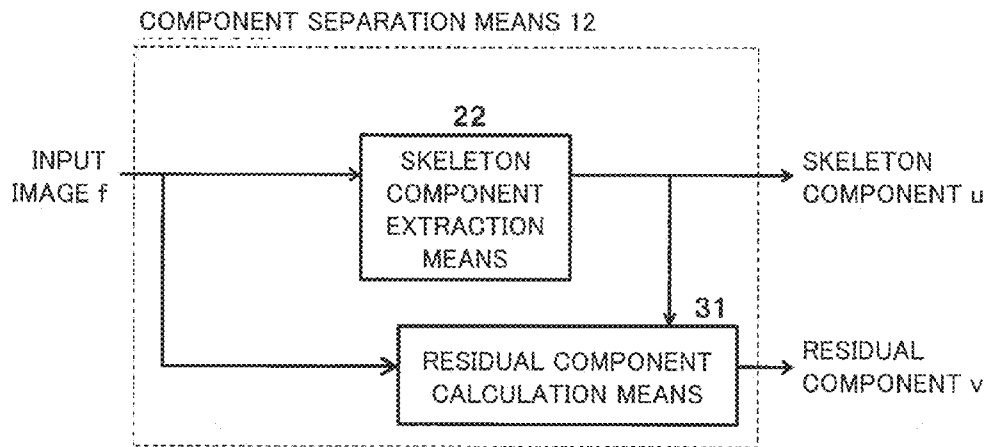 COMPONENT SEPARATION MEANS 12
22
INPUT
IMAGE f
SKELETON
COMPONENT
EXTRACTION
MEANS
SKELETON
COMPONENT u
31
RESIDUAL COMPONENT
CALCULATION MEANS
RESIDUAL
COMPONENT v